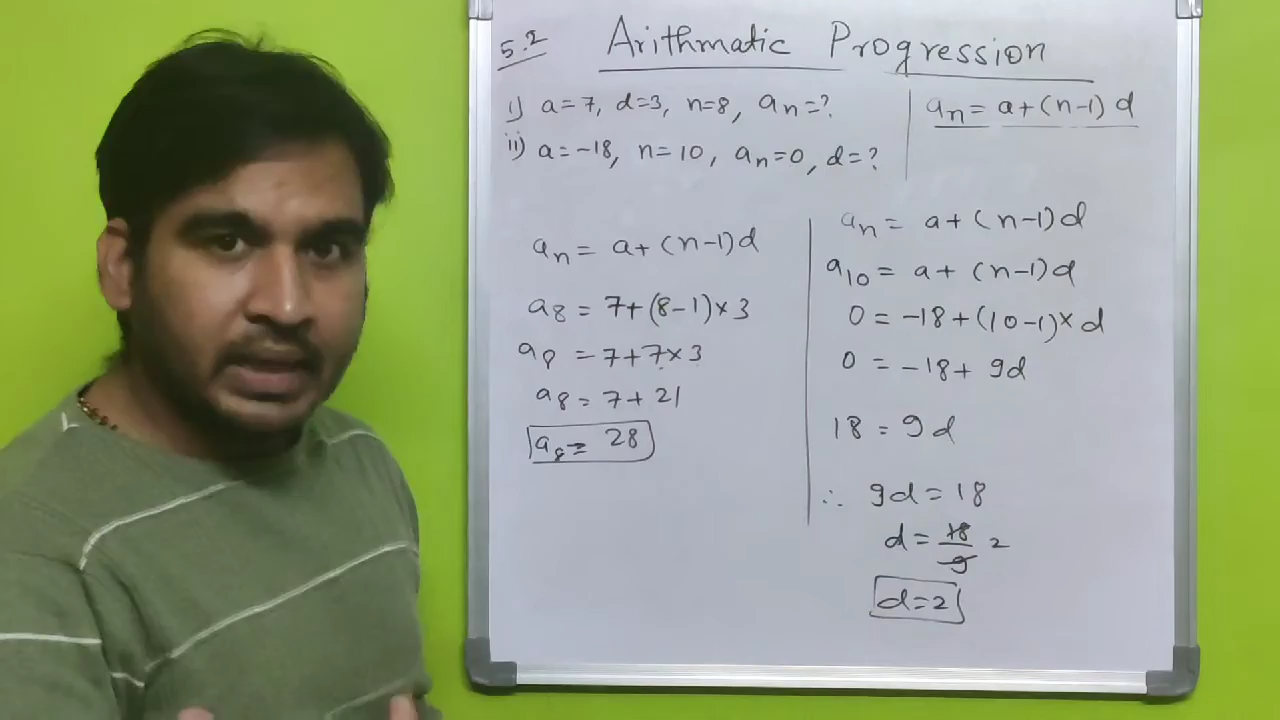 5.2 Arithmatic Progression
i) a=7, d=3, n=8, an=?
ii) a=-18, n=10, an=0, d=?
an = a+(n-1) d
an = a+(n-1)d
a8 = 7+(8-1)×3
a8 = 7+7×3
a8 = 7+21
a8 = 28
an = a+(n-1)d
a10 = a+(n-1)d
0 = -18+(10-1)×d
0 = -18+ 9d
18 = 9d
∴ 9d=18
d=18/9 2
d=2